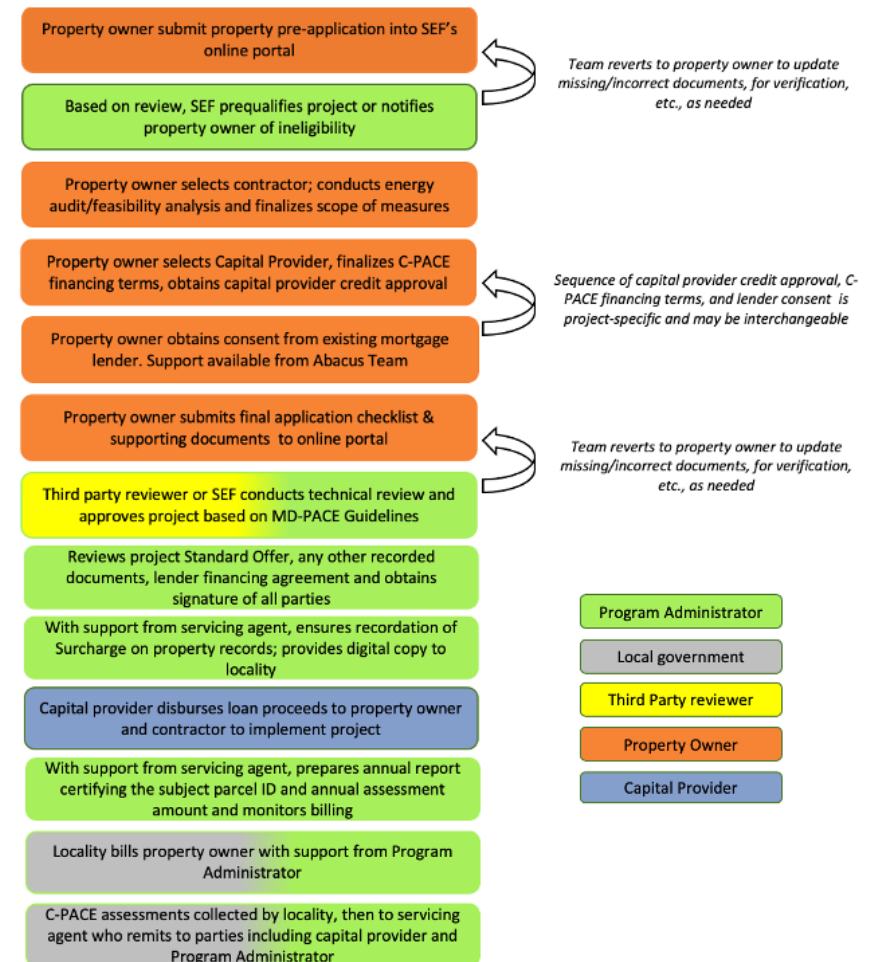 Property owner submit property pre-application into SEF's
online portal
Team reverts to property owner to update
missing/incorrect documents, for verification,
etc., as needed
Based on review, SEF prequalifies project or notifies
property owner of ineligibility
Property owner selects contractor; conducts energy
audit/feasibility analysis and finalizes scope of measures
Property owner selects Capital Provider, finalizes C-PACE
financing terms, obtains capital provider credit approval
Sequence of capital provider credit approval, C-
PACE financing terms, and lender consent is
project-specific and may be interchangeable
Property owner obtains consent from existing mortgage
lender. Support available from Abacus Team
Property owner submits final application checklist &
supporting documents to online portal
Team reverts to property owner to update
missing/incorrect documents, for verification,
etc., as needed
Third party reviewer or SEF conducts technical review and
approves project based on MD-PACE Guidelines
Reviews project Standard Offer, any other recorded
documents, lender financing agreement and obtains
signature of all parties
With support from servicing agent, ensures recordation of
Surcharge on property records; provides digital copy to
locality
Capital provider disburses loan proceeds to property owner
and contractor to implement project
With support from servicing agent, prepares annual report
certifying the subject parcel ID and annual assessment
amount and monitors billing
Locality bills property owner with support from Program
Administrator
C-PACE assessments collected by locality, then to servicing
agent who remits to parties including capital provider and
Program Administrator
Program Administrator
Local government
Third Party reviewer
Property Owner
Capital Provider